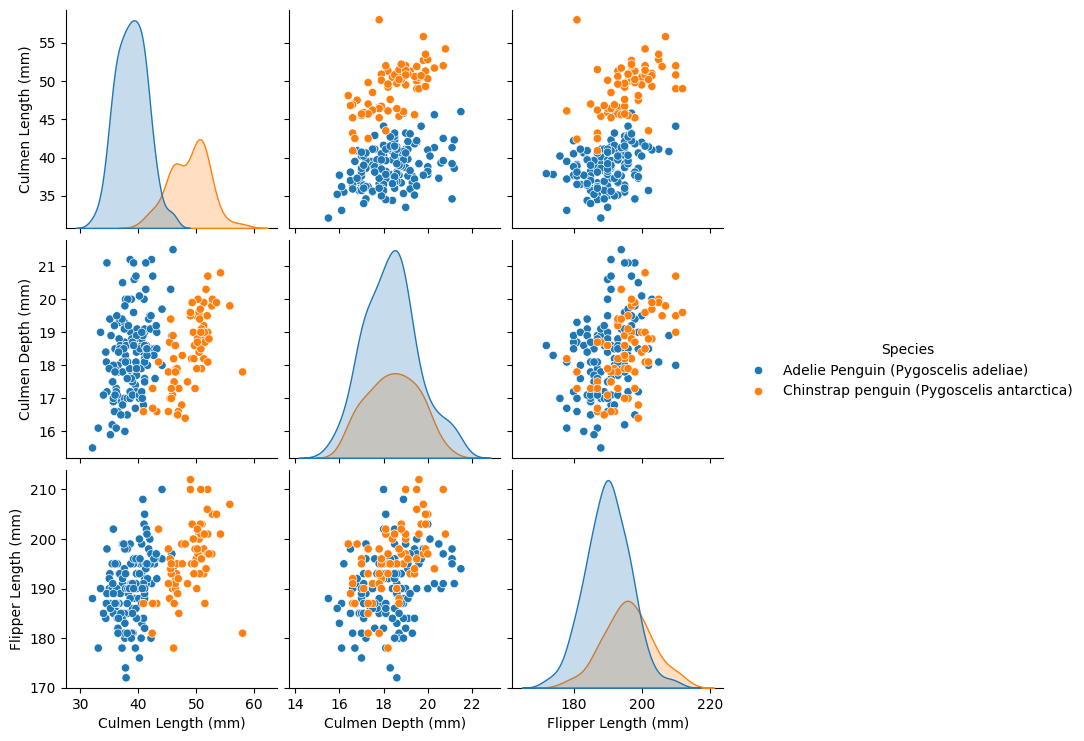 Culmen Length (mm)
55
50
45
40
35
Culmen Depth (mm)
21
20
19
18
17
16
Species
Adelie Penguin (Pygoscelis adeliae)
Chinstrap penguin (Pygoscelis antarctica)
Flipper Length (mm)
210
200
190
180
170
30 40 50 60
14 16 18 20 22
180 200 220
Culmen Length (mm) Culmen Depth (mm) Flipper Length (mm)